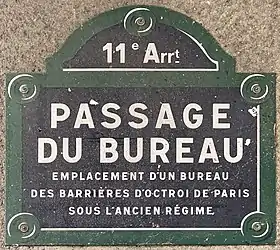 11e Arrt
PASSAGE
DU BUREAU
EMPLACEMENT D'UN BUREAU
DES BARRIÈRES D'OCTROI DE PARIS
SOUS L'ANCIEN RÉGIME